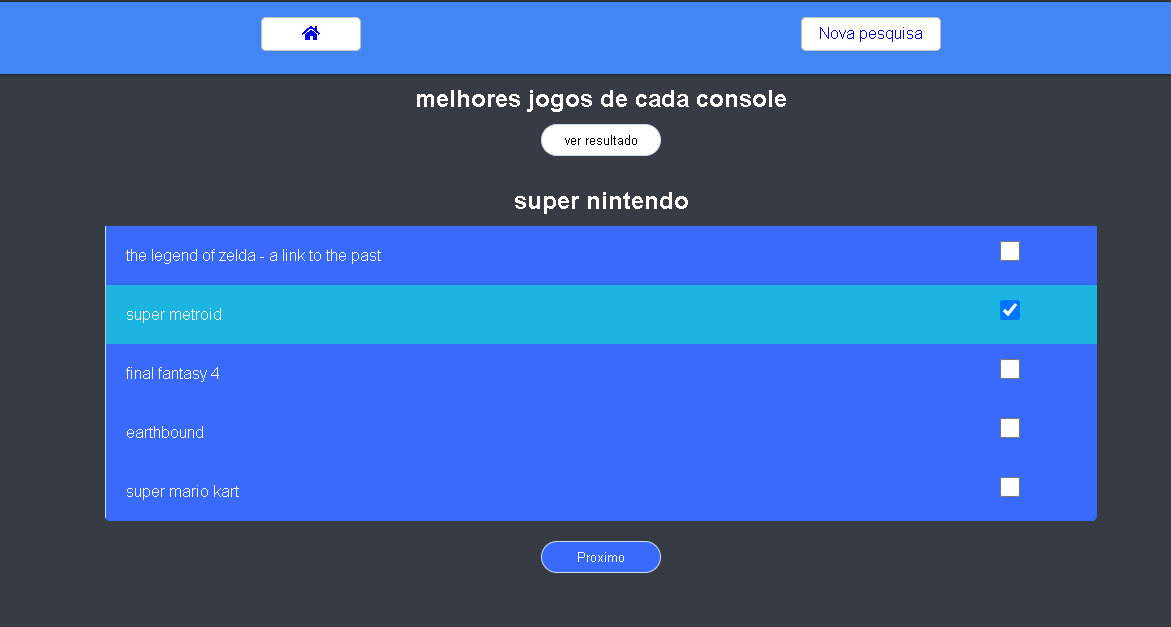 Nova pesquisa
melhores jogos de cada console
ver resultado
super nintendo
the legend of zelda - a link to the past
super metroid
final fantasy 4
earthbound
super mario kart
Proximo